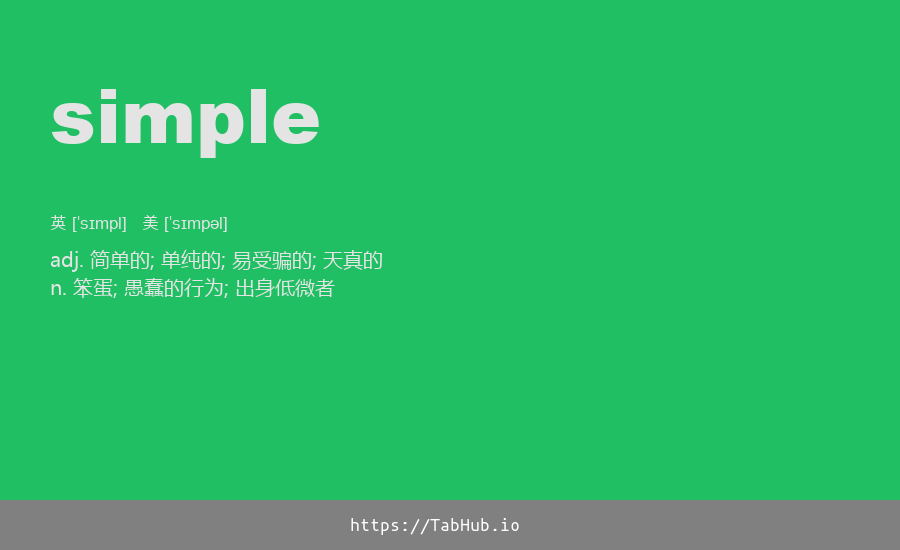 simple
英 [ˈsɪmpl] 美 [ˈsɪmpəl]
adj. 简单的; 单纯的; 易受骗的; 天真的
n. 笨蛋; 愚蠢的行为; 出身低微者
https://TabHub.io